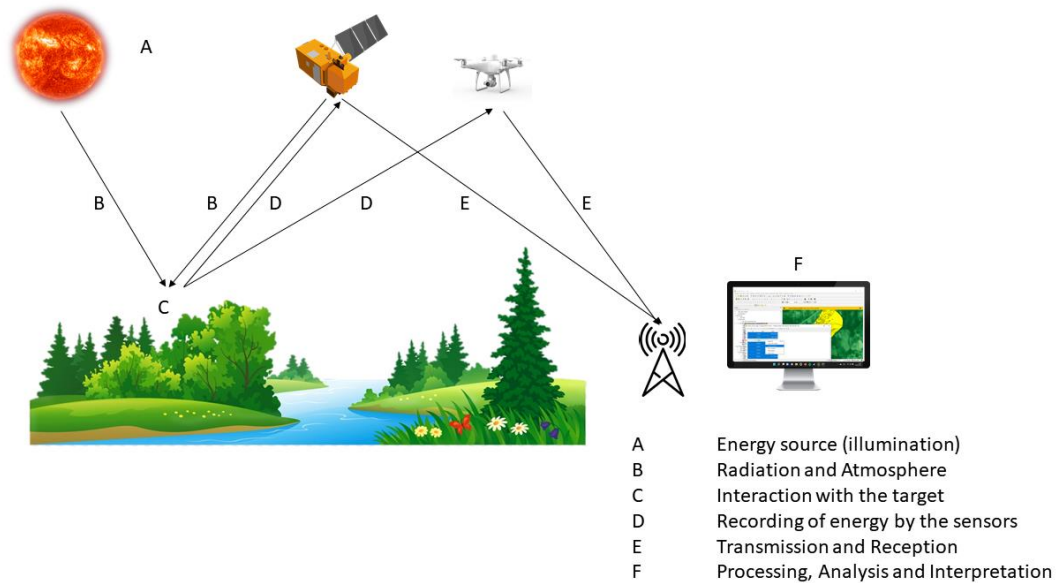 A
B
B
D
D
E
E
C
F
A Energy source (illumination)
B Radiation and Atmosphere
C Interaction with the target
D Recording of energy by the sensors
E Transmission and Reception
F Processing, Analysis and Interpretation